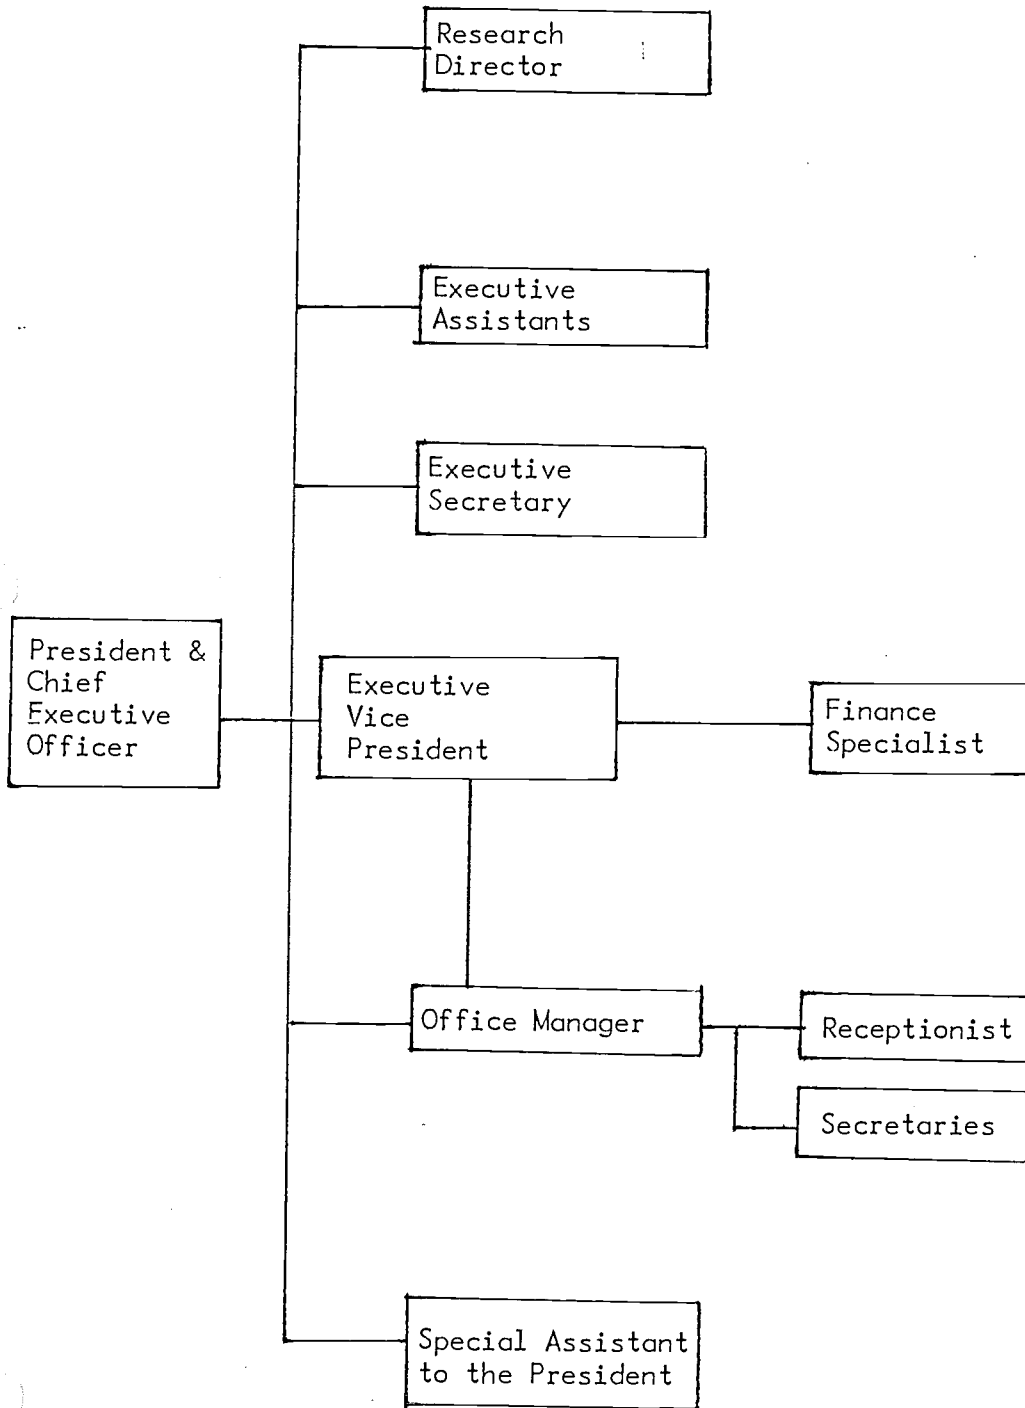 Research
Director
Executive
Assistants
Executive
Secretary
President &
Chief
Executive
Officer
Executive
Vice
President
Finance
Specialist
Office Manager
Receptionist
Secretaries
Special Assistant
to the President